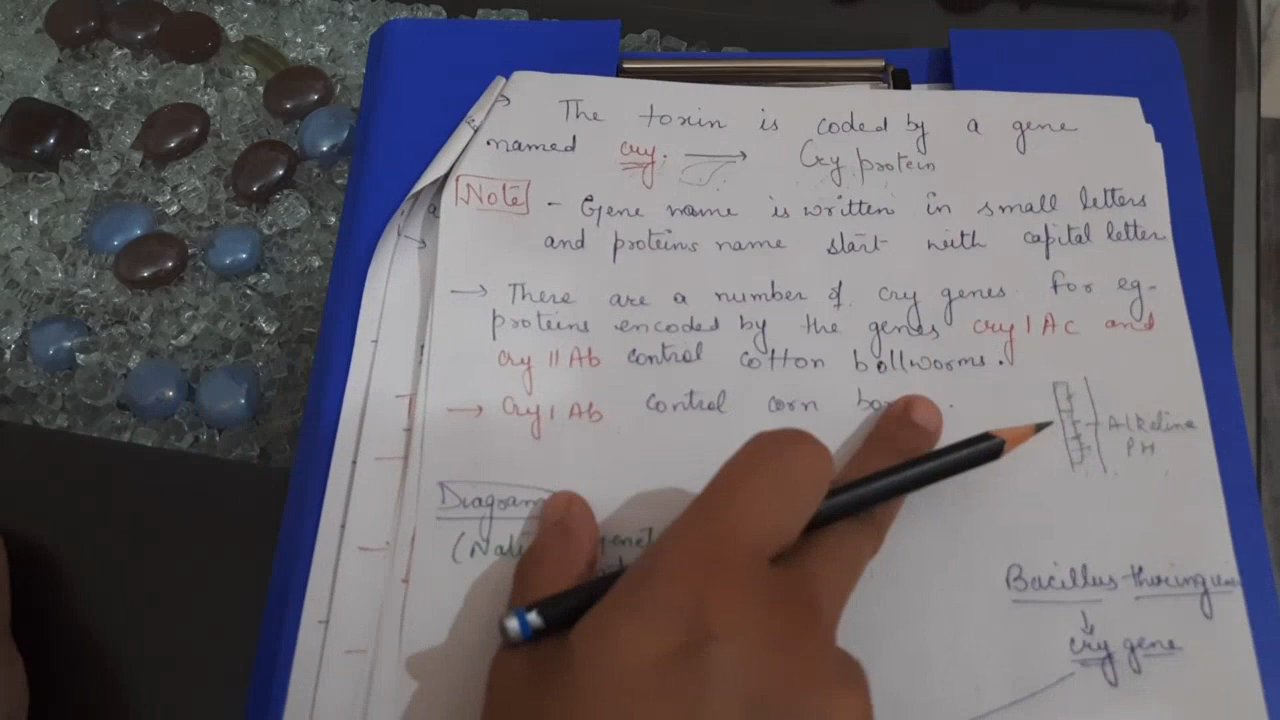 → The toxin is coded by a gene
named cry. → Cry protein
Note - Gene name is written in small letters
and proteins name start with capital letter
→ There are a number of cry genes. For eg-
proteins encoded by the genes cry I Ac and
cry II Ab control cotton bollworms.
→ Cry I Ab control corn
Alkaline
PH
Diagram
Bacillus
cry gene